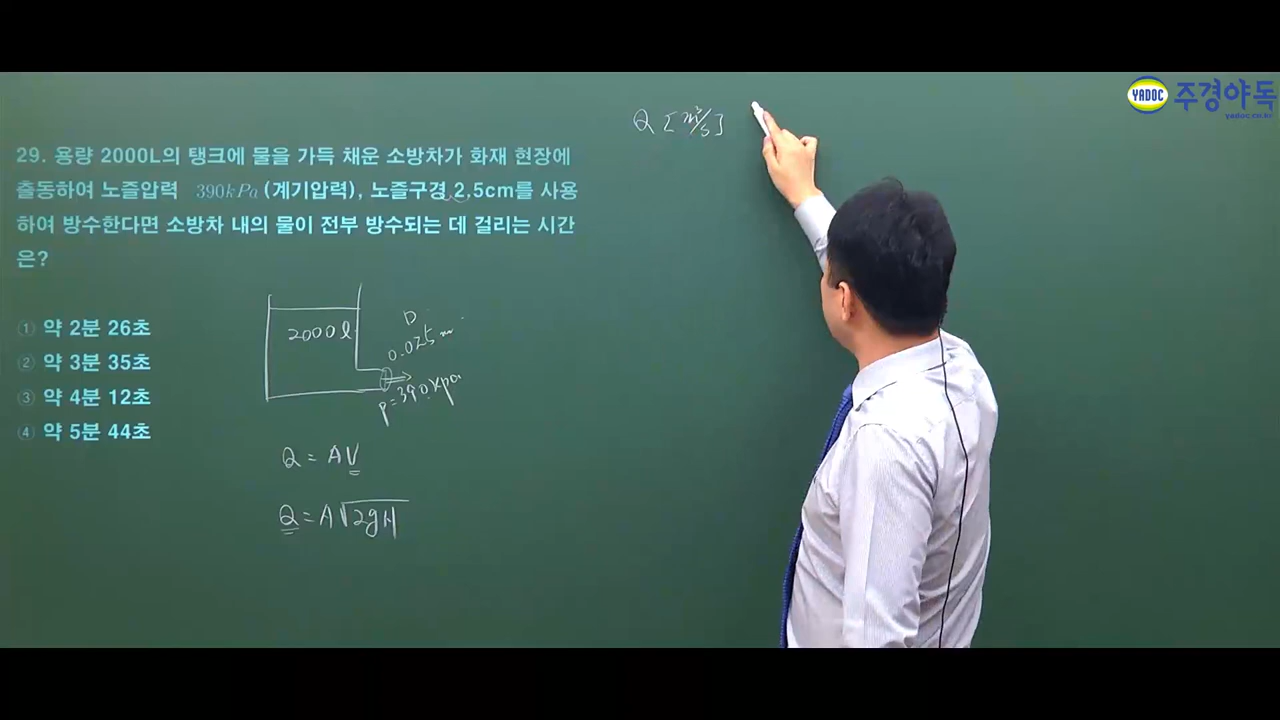 YADOC 주경야독
yadoc.co.kr
Q [m³/s]
29. 용량 2000L의 탱크에 물을 가득 채운 소방차가 화재 현장에
출동하여 노즐압력 390kPa (계기압력), 노즐구경 2.5cm를 사용
하여 방수한다면 소방차 내의 물이 전부 방수되는 데 걸리는 시간
은?
① 약 2분 26초
② 약 3분 35초
③ 약 4분 12초
④ 약 5분 44초
2000ℓ
D
0.025m
P=390kpa
Q = AV
Q = A√2gH